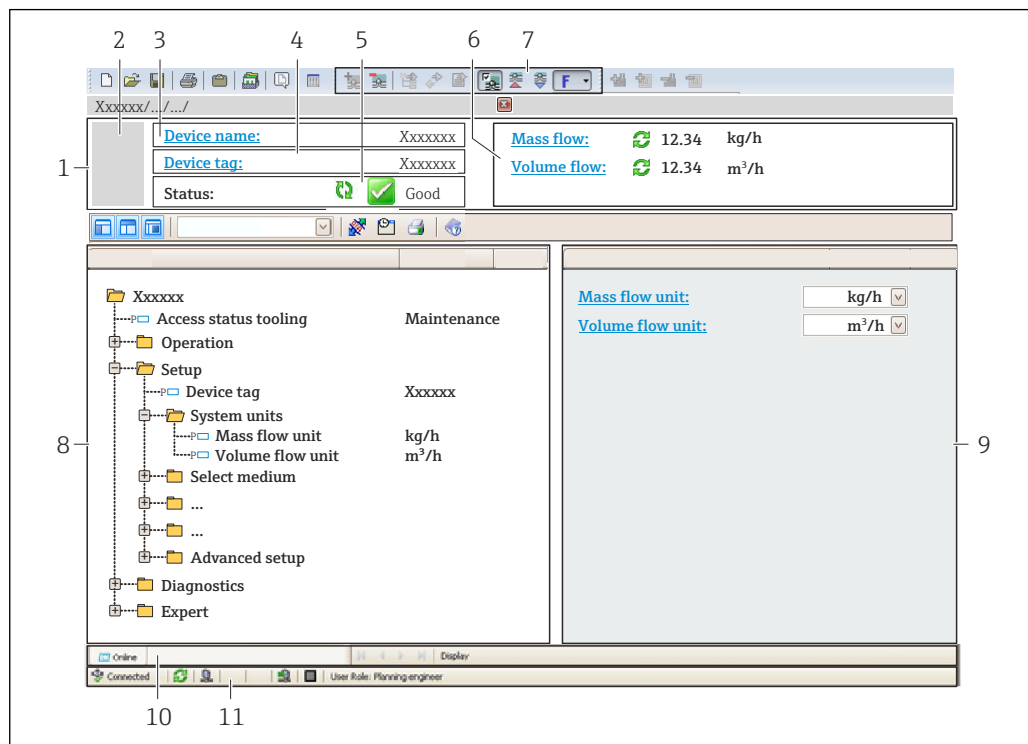 2 3 4 5 6 7
F
Xxxxxx/.../.../
1
Device name: Xxxxxxx
Device tag: Xxxxxxx
Status: Good
Mass flow: 12.34 kg/h
Volume flow: 12.34 m³/h
Xxxxxx
P Access status tooling Maintenance
Operation
Setup
P Device tag Xxxxxx
System units
P Mass flow unit kg/h
P Volume flow unit m³/h
Select medium
...
...
Advanced setup
Diagnostics
Expert
8
Mass flow unit: kg/h
Volume flow unit: m³/h
9
Online Display
Connected User Role: Planning engineer
10 11